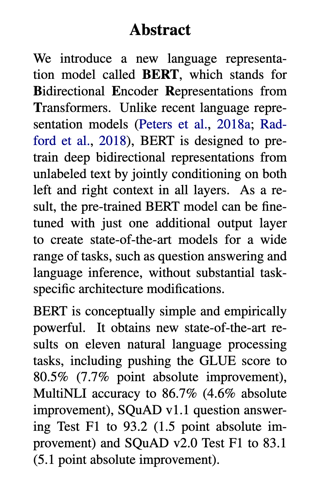 Abstract
We introduce a new language representa-
tion model called BERT, which stands for
Bidirectional Encoder Representations from
Transformers. Unlike recent language repre-
sentation models (Peters et al., 2018a; Rad-
ford et al., 2018), BERT is designed to pre-
train deep bidirectional representations from
unlabeled text by jointly conditioning on both
left and right context in all layers. As a re-
sult, the pre-trained BERT model can be fine-
tuned with just one additional output layer
to create state-of-the-art models for a wide
range of tasks, such as question answering and
language inference, without substantial task-
specific architecture modifications.
BERT is conceptually simple and empirically
powerful. It obtains new state-of-the-art re-
sults on eleven natural language processing
tasks, including pushing the GLUE score to
80.5% (7.7% point absolute improvement),
MultiNLI accuracy to 86.7% (4.6% absolute
improvement), SQuAD v1.1 question answer-
ing Test F1 to 93.2 (1.5 point absolute im-
provement) and SQuAD v2.0 Test F1 to 83.1
(5.1 point absolute improvement).